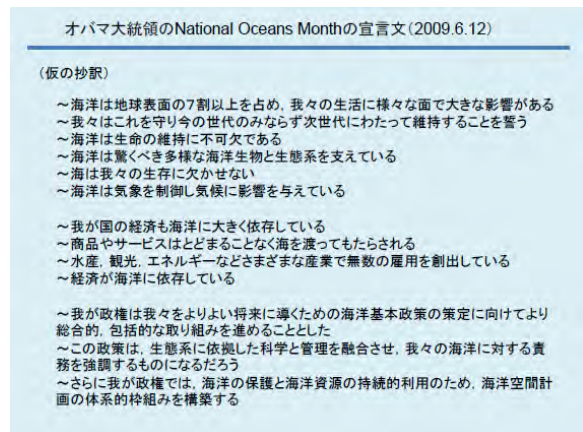 オバマ大統領のNational Oceans Monthの宣言文(2009.6.12)
(仮の抄訳)
～海洋は地球表面の7割以上を占め，我々の生活に様々な面で大きな影響がある
～我々はこれを守り今の世代のみならず次世代にわたって維持することを誓う
～海洋は生命の維持に不可欠である
～海洋は驚くべき多様な海洋生物と生態系を支えている
～海は我々の生存に欠かせない
～海洋は気象を制御し気候に影響を与えている
～我が国の経済も海洋に大きく依存している
～商品やサービスはとどまることなく海を渡ってもたらされる
～水産，観光，エネルギーなどさまざまな産業で無数の雇用を創出している
～経済が海洋に依存している
～我が政権は我々をよりよい将来に導くための海洋基本政策の策定に向けてより
総合的，包括的な取り組みを進めることとした
～この政策は，生態系に依拠した科学と管理を融合させ，我々の海洋に対する責
務を強調するものになるだろう
～さらに我が政権では，海洋の保護と海洋資源の持続的利用のため，海洋空間計
画の体系的枠組みを構築する